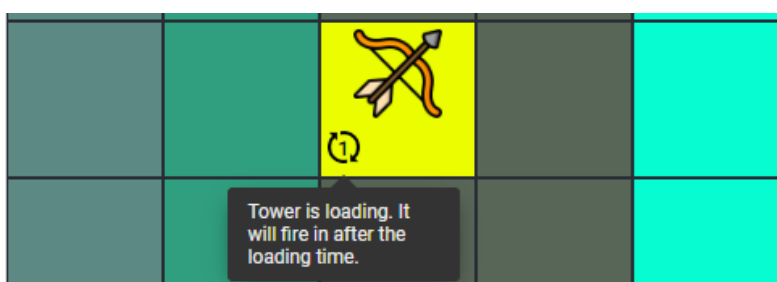 1
Tower is loading. It
will fire in after the
loading time.